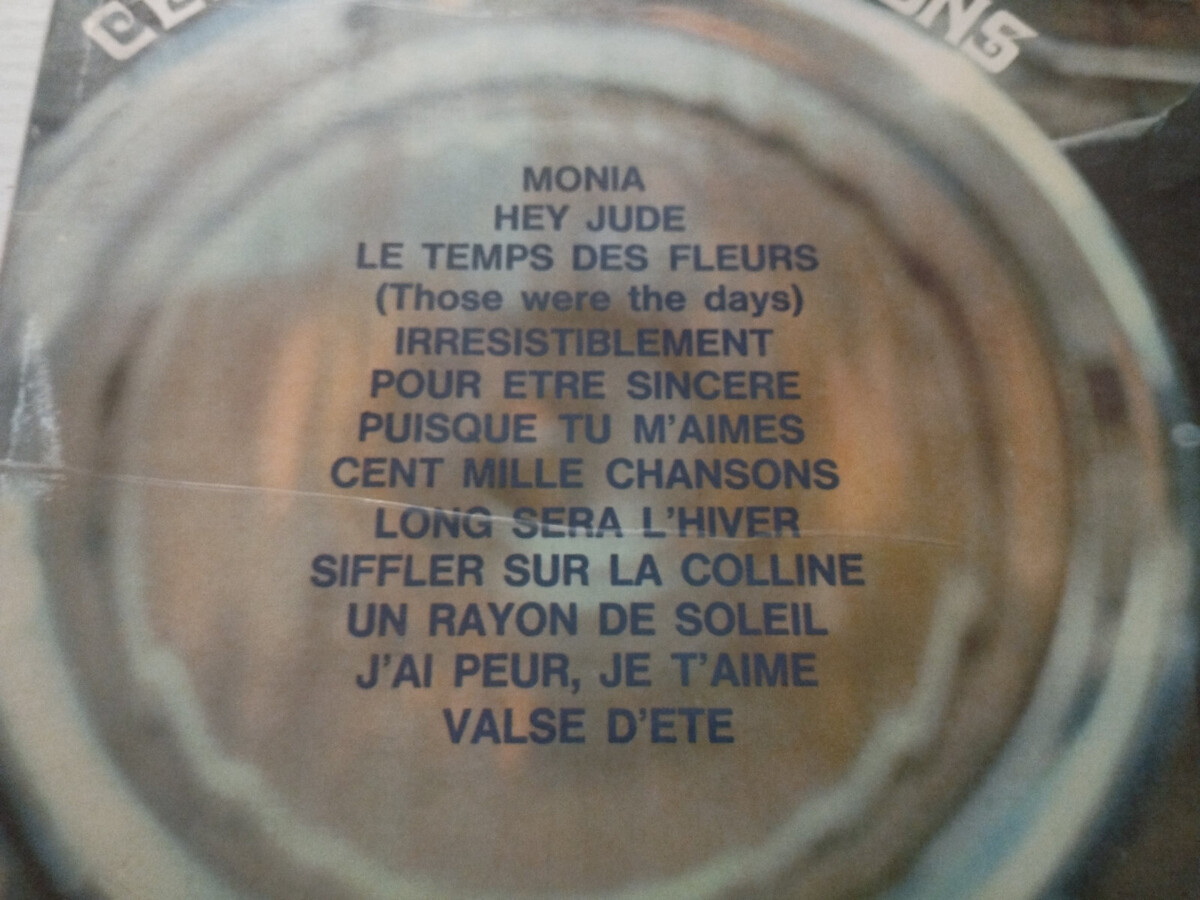 MONIA
HEY JUDE
LE TEMPS DES FLEURS
(Those were the days)
IRRESISTIBLEMENT
POUR ETRE SINCERE
PUISQUE TU M'AIMES
CENT MILLE CHANSONS
LONG SERA L'HIVER
SIFFLER SUR LA COLLINE
UN RAYON DE SOLEIL
J'AI PEUR, JE T'AIME
VALSE D'ETE